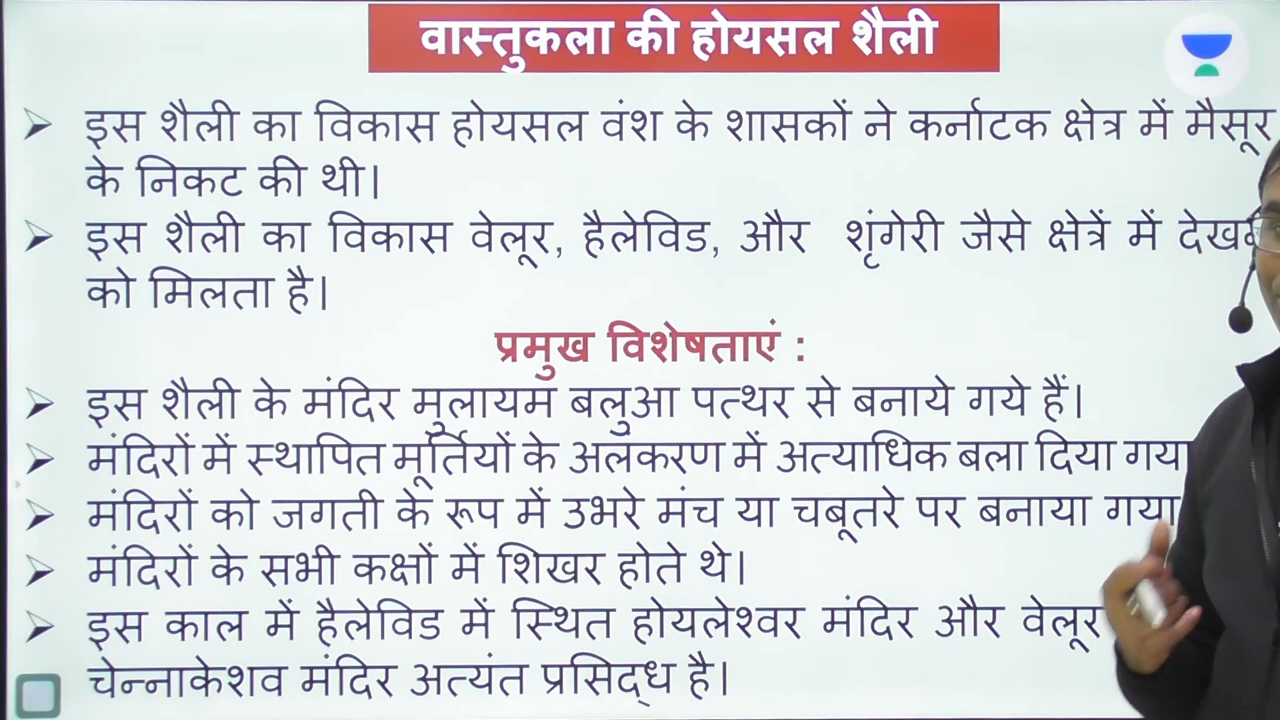 वास्तुकला की होयसल शैली
इस शैली का विकास होयसल वंश के शासकों ने कर्नाटक क्षेत्र में मैसूर
के निकट की थी।
इस शैली का विकास वेलूर, हैलेविड, और शृंगेरी जैसे क्षेत्रें में
को मिलता है।
प्रमुख विशेषताएं :
इस शैली के मंदिर मुलायम बलुआ पत्थर से बनाये गये हैं।
मंदिरों में स्थापित मूर्तियों के अलंकरण में अत्याधिक बला दिया गया
मंदिरों को जगती के रूप में उभरे मंच या चबूतरे पर बनाया गया
मंदिरों के सभी कक्षों में शिखर होते थे।
इस काल में हैलेविड में स्थित होयलेश्वर मंदिर और वेलूर
चेन्नाकेशव मंदिर अत्यंत प्रसिद्ध है।